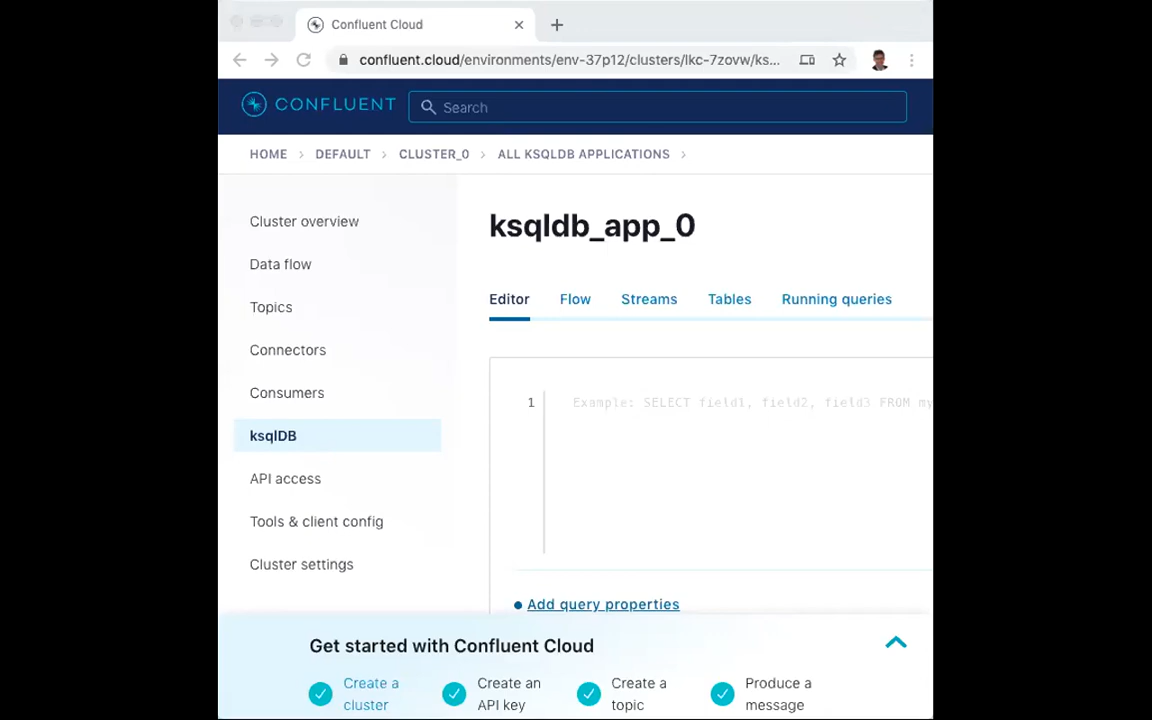 Confluent Cloud
confluent.cloud/environments/env-37p12/clusters/lkc-7zovw/ks...
CONFLUENT
Search
HOME > DEFAULT > CLUSTER_0 > ALL KSQLDB APPLICATIONS >
Cluster overview
Data flow
Topics
Connectors
Consumers
ksqlDB
API access
Tools & client config
Cluster settings
ksqldb_app_0
Editor Flow Streams Tables Running queries
1 Example: SELECT field1, field2, field3 FROM my
Add query properties
Get started with Confluent Cloud
Create a
cluster
Create an
API key
Create a
topic
Produce a
message